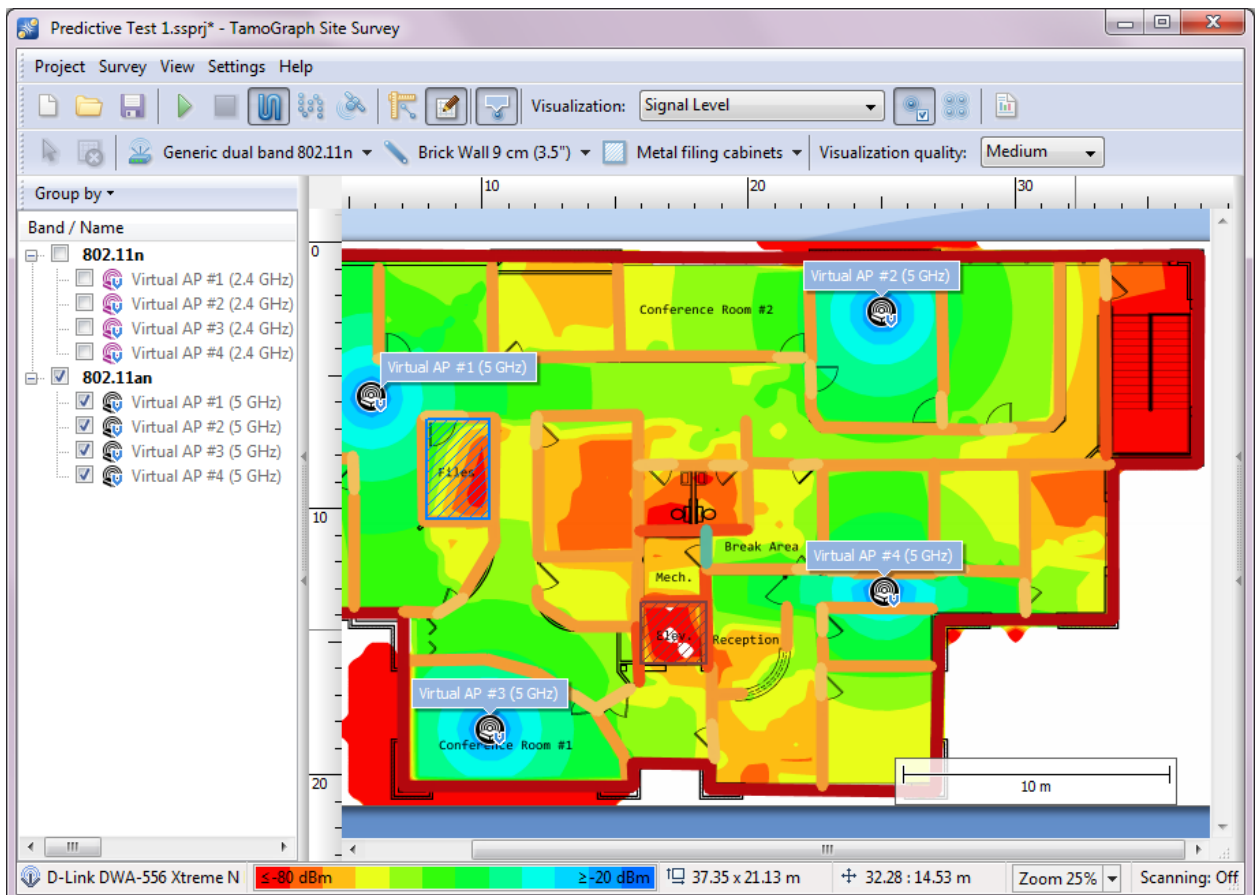 Predictive Test 1.ssprj* - TamoGraph Site Survey
Project Survey View Settings Help
Visualization: Signal Level
Generic dual band 802.11n Brick Wall 9 cm (3.5") Metal filing cabinets Visualization quality: Medium
Group by
Band / Name
802.11n
Virtual AP #1 (2.4 GHz)
Virtual AP #2 (2.4 GHz)
Virtual AP #3 (2.4 GHz)
Virtual AP #4 (2.4 GHz)
802.11an
Virtual AP #1 (5 GHz)
Virtual AP #2 (5 GHz)
Virtual AP #3 (5 GHz)
Virtual AP #4 (5 GHz)
10 20 30
0
10
20
Virtual AP #2 (5 GHz)
Conference Room #2
Virtual AP #1 (5 GHz)
Files
Break Area
Virtual AP #4 (5 GHz)
Mech.
Elev.
Reception
Virtual AP #3 (5 GHz)
Conference Room #1
10 m
D-Link DWA-556 Xtreme N ≤-80 dBm ≥-20 dBm 37.35 x 21.13 m 32.28 : 14.53 m Zoom 25% Scanning: Off